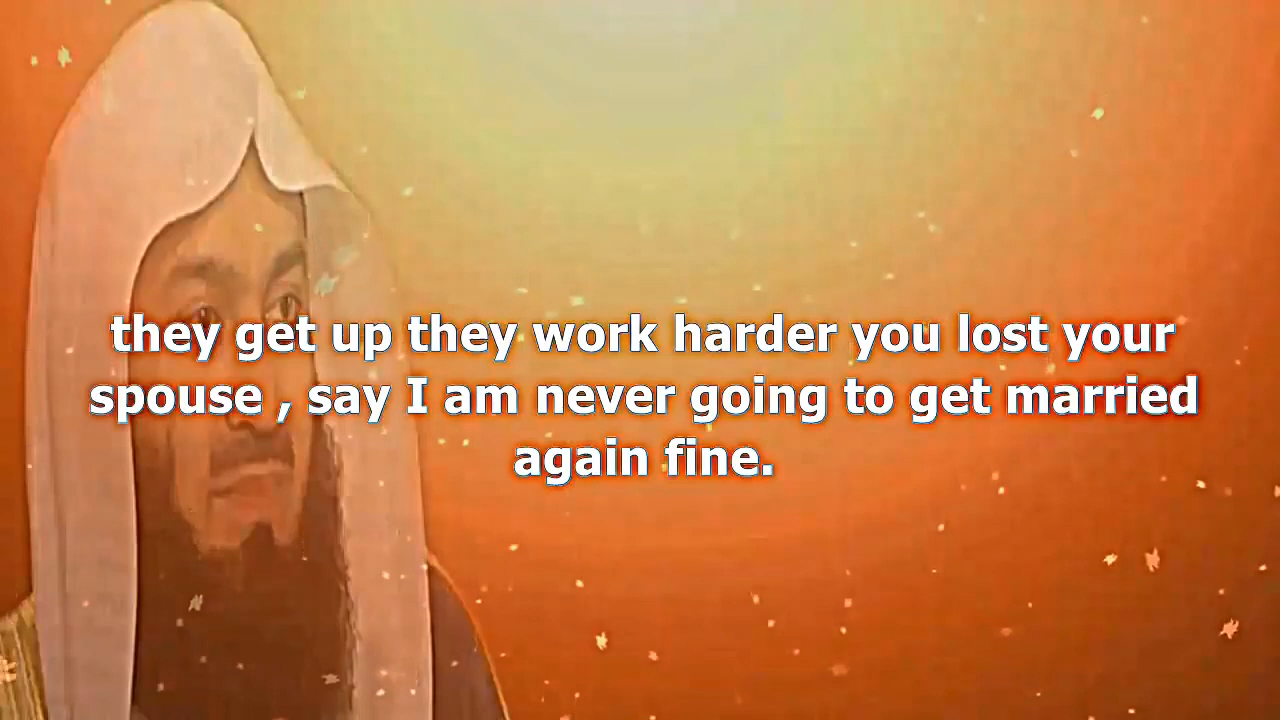 they get up they work harder you lost your
spouse , say I am never going to get married
again fine.